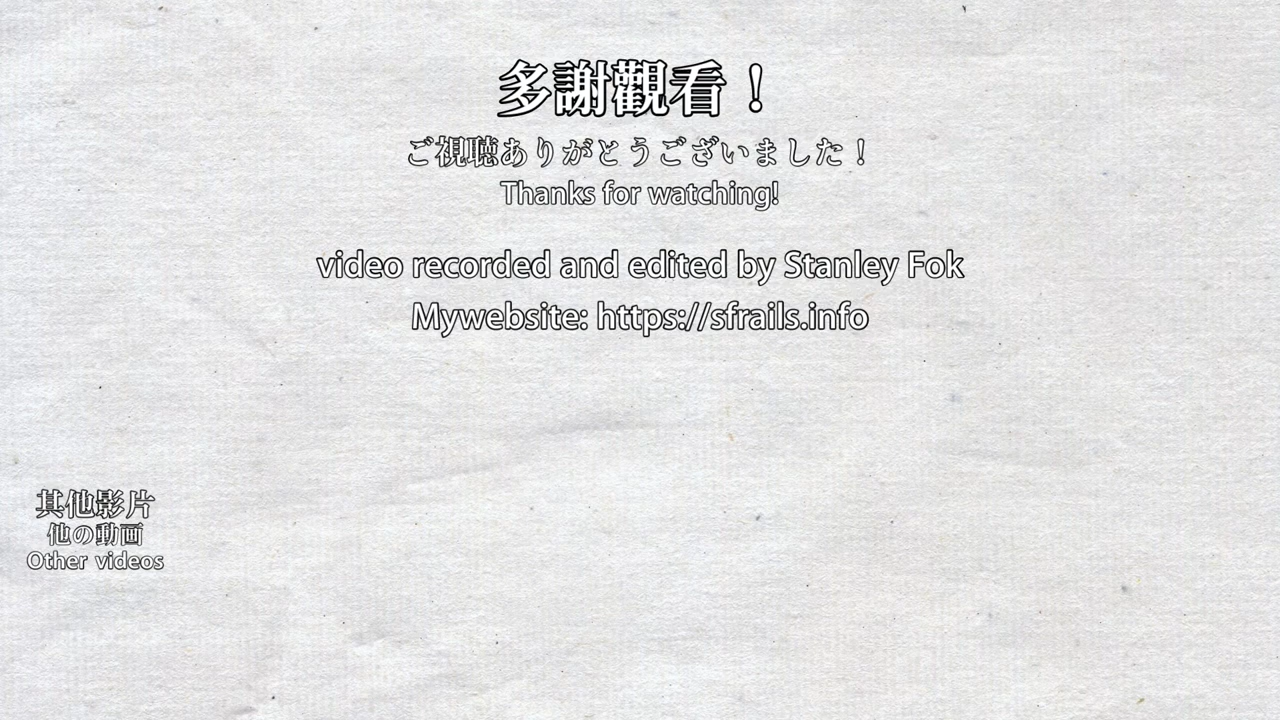 多謝觀看！
ご視聴ありがとうございました！
Thanks for watching!
video recorded and edited by Stanley Fok
Mywebsite: https://sfrails.info
其他影片
他の動画
Other videos